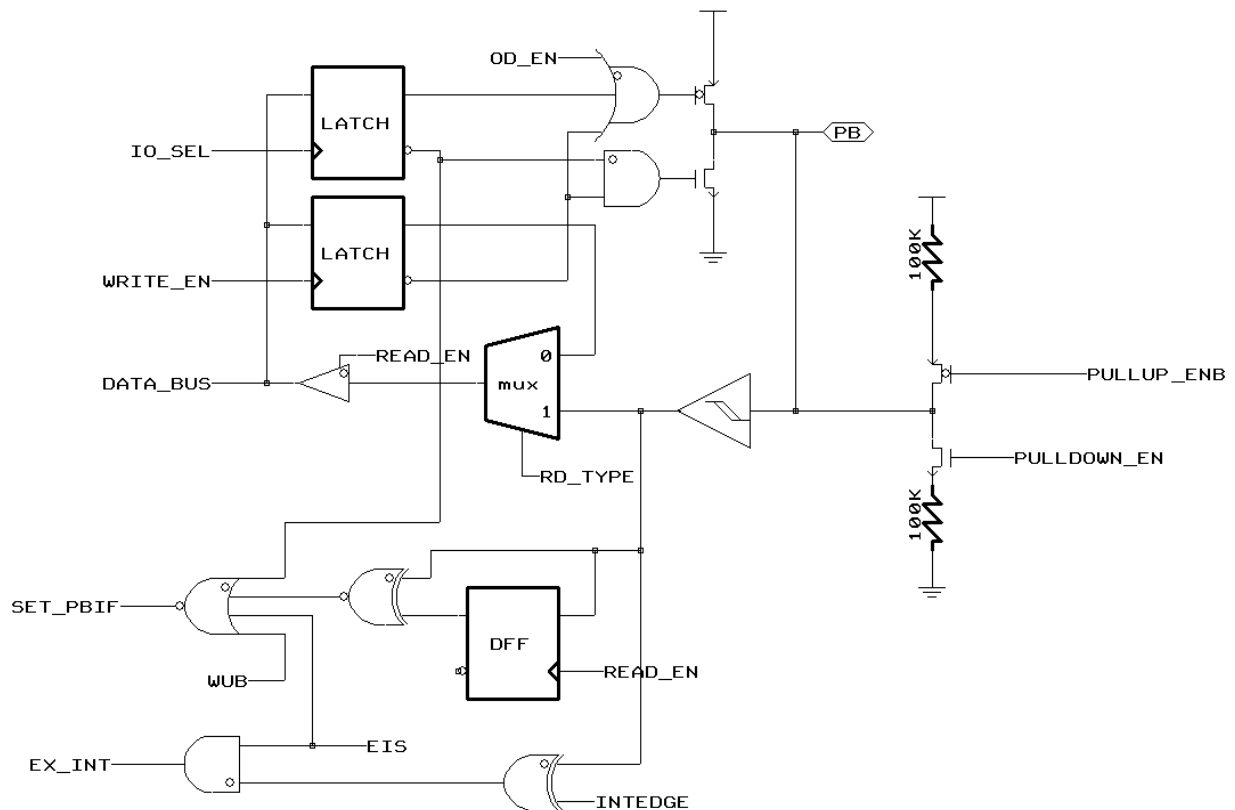 OD_EN
LATCH
PB
IO_SEL
LATCH
100K
WRITE_EN
READ_EN
0
DATA_BUS
mux
PULLUP_ENB
1
PULLDOWN_EN
RD_TYPE
100K
SET_PBIF
DFF
WUB
READ_EN
EIS
EX_INT
INTEDGE